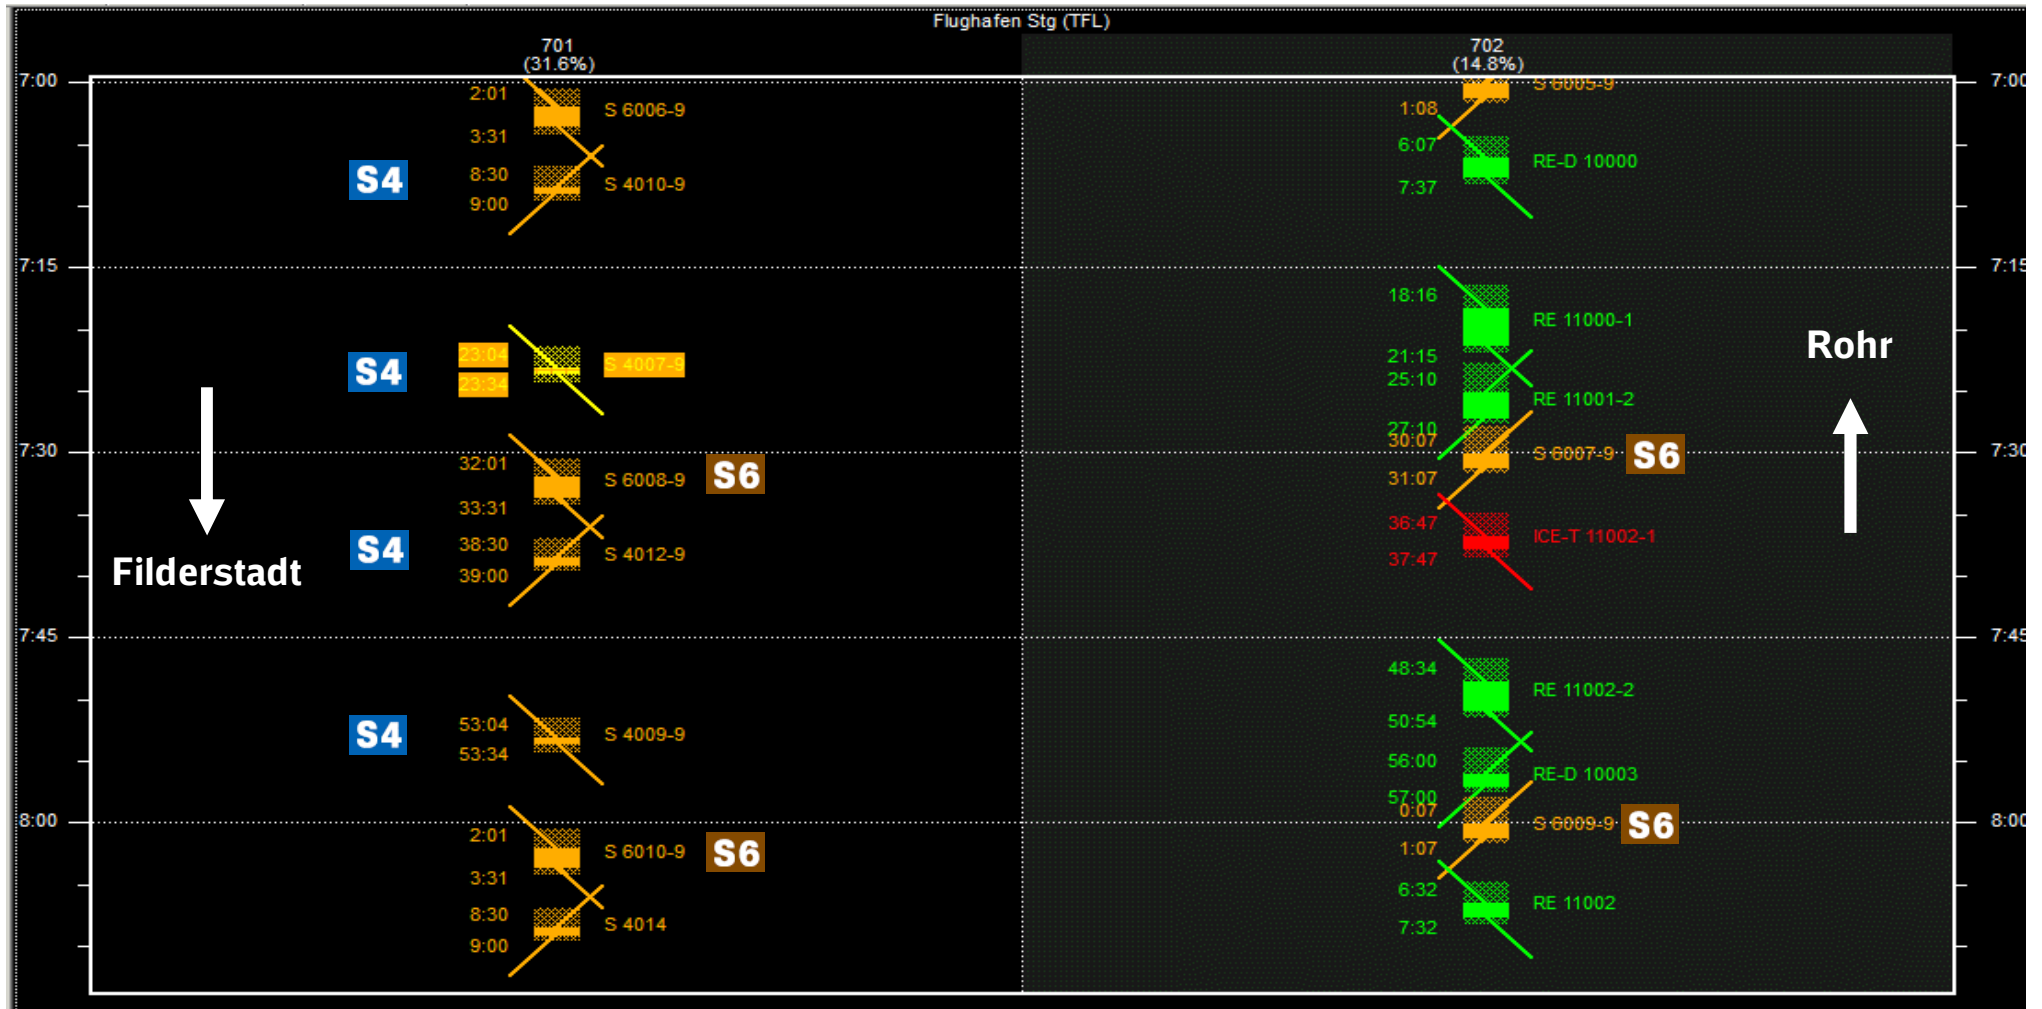 Flughafen Stg (TFL)
701
(31.6%)
702
(14.8%)
7:00
7:00
2:01
S 6006-9
3:31
S 6005-9
1:08
6:07
RE-D 10000
7:37
S4
8:30
S 4010-9
9:00
7:15
7:15
18:16
RE 11000-1
21:15
S4
23:04
S 4007-9
23:34
Rohr
25:10
RE 11001-2
27:10
7:30
7:30
30:07
S 6007-9
S6
31:07
32:01
S 6008-9
S6
33:31
36:47
ICE-T 11002-1
37:47
S4
38:30
S 4012-9
39:00
Filderstadt
7:45
7:45
48:34
RE 11002-2
50:54
S4
53:04
S 4009-9
53:34
56:00
RE-D 10003
57:00
8:00
8:00
0:07
S 6009-9
S6
1:07
2:01
S 6010-9
S6
3:31
6:32
RE 11002
7:32
8:30
S 4014
9:00